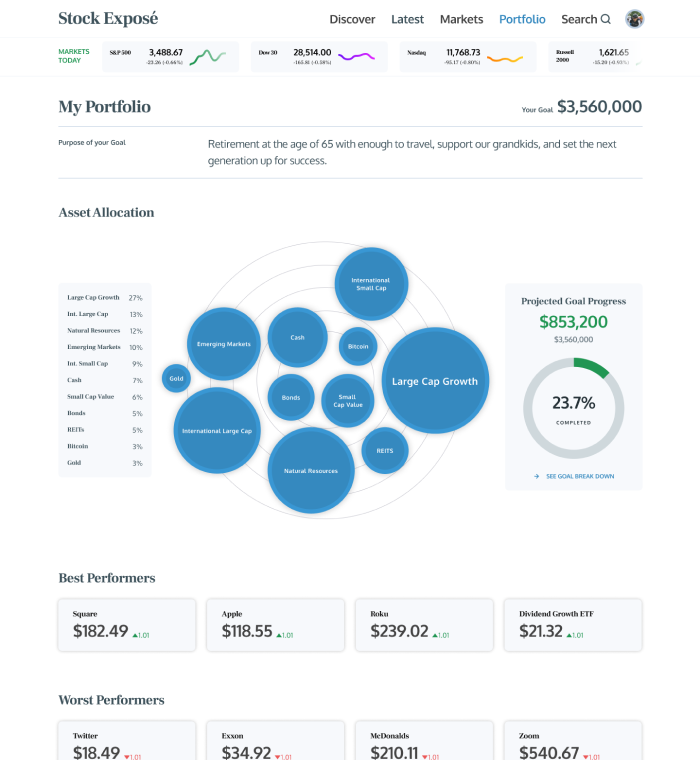 Stock Exposé
Discover Latest Markets Portfolio Search
MARKETS TODAY
S&P 500 3,488.67 -23.26 (-0.66%)
Dow 30 28,514.00 -165.81 (-0.58%)
Nasdaq 11,768.73 -95.17 (-0.80%)
Russell 2000 1,621.65 -15.20 (-0.93%)
My Portfolio
Your Goal $3,560,000
Purpose of your Goal
Retirement at the age of 65 with enough to travel, support our grandkids, and set the next
generation up for success.
Asset Allocation
Large Cap Growth 27%
Int. Large Cap 13%
Natural Resources 12%
Emerging Markets 10%
Int. Small Cap 9%
Cash 7%
Small Cap Value 6%
Bonds 5%
REITs 5%
Bitcoin 3%
Gold 3%
International
Small Cap
Emerging Markets
Cash
Bitcoin
Gold
Large Cap Growth
Bonds
Small
Cap Value
International Large Cap
REITS
Natural Resources
Projected Goal Progress
$853,200
$3,560,000
23.7%
COMPLETED
SEE GOAL BREAK DOWN
Best Performers
Square
$182.49 1.01
Apple
$118.55 1.01
Roku
$239.02 1.01
Dividend Growth ETF
$21.32 1.01
Worst Performers
Twitter
$18.49 1.01
Exxon
$34.92 1.01
McDonalds
$210.11 1.01
Zoom
$540.67 1.01